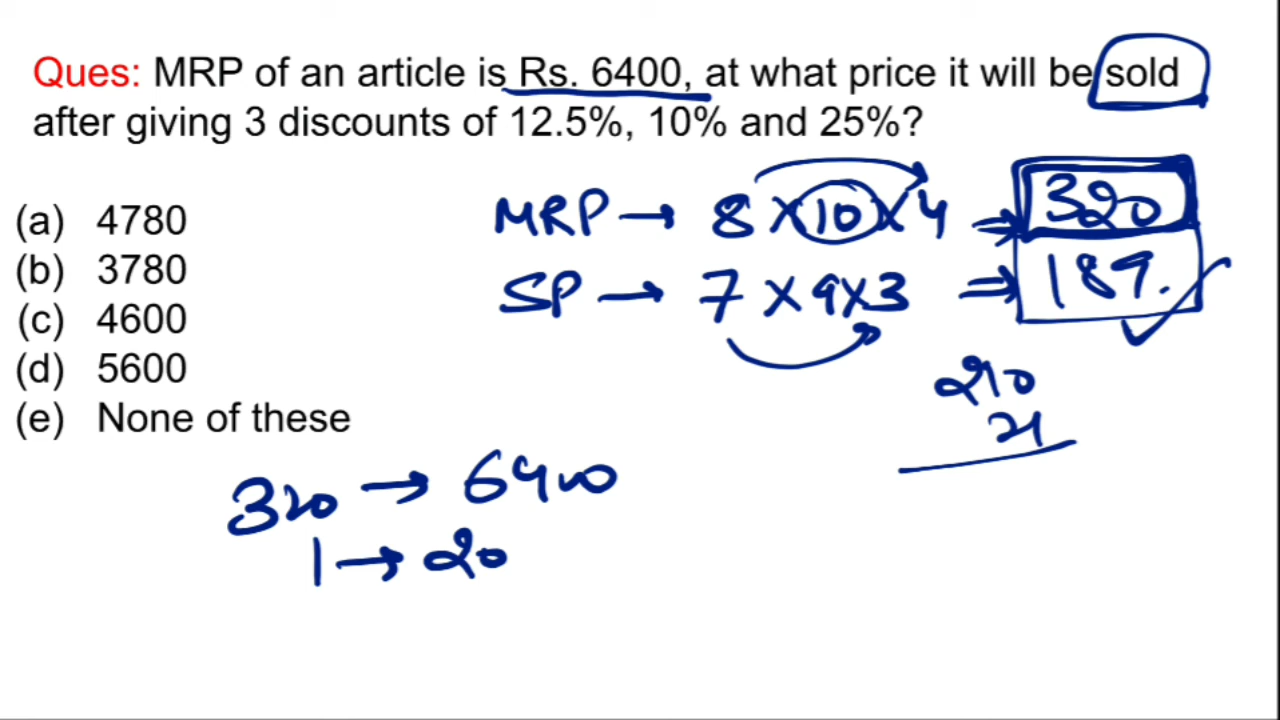 Ques: MRP of an article is Rs. 6400, at what price it will be sold
after giving 3 discounts of 12.5%, 10% and 25%?
(a) 4780
(b) 3780
(c) 4600
(d) 5600
(e) None of these
MRP → 8 × 10 × 4 ⇒ 320
SP → 7 × 9 × 3 ⇒ 189.
210
21
320 → 6400
1 → 20